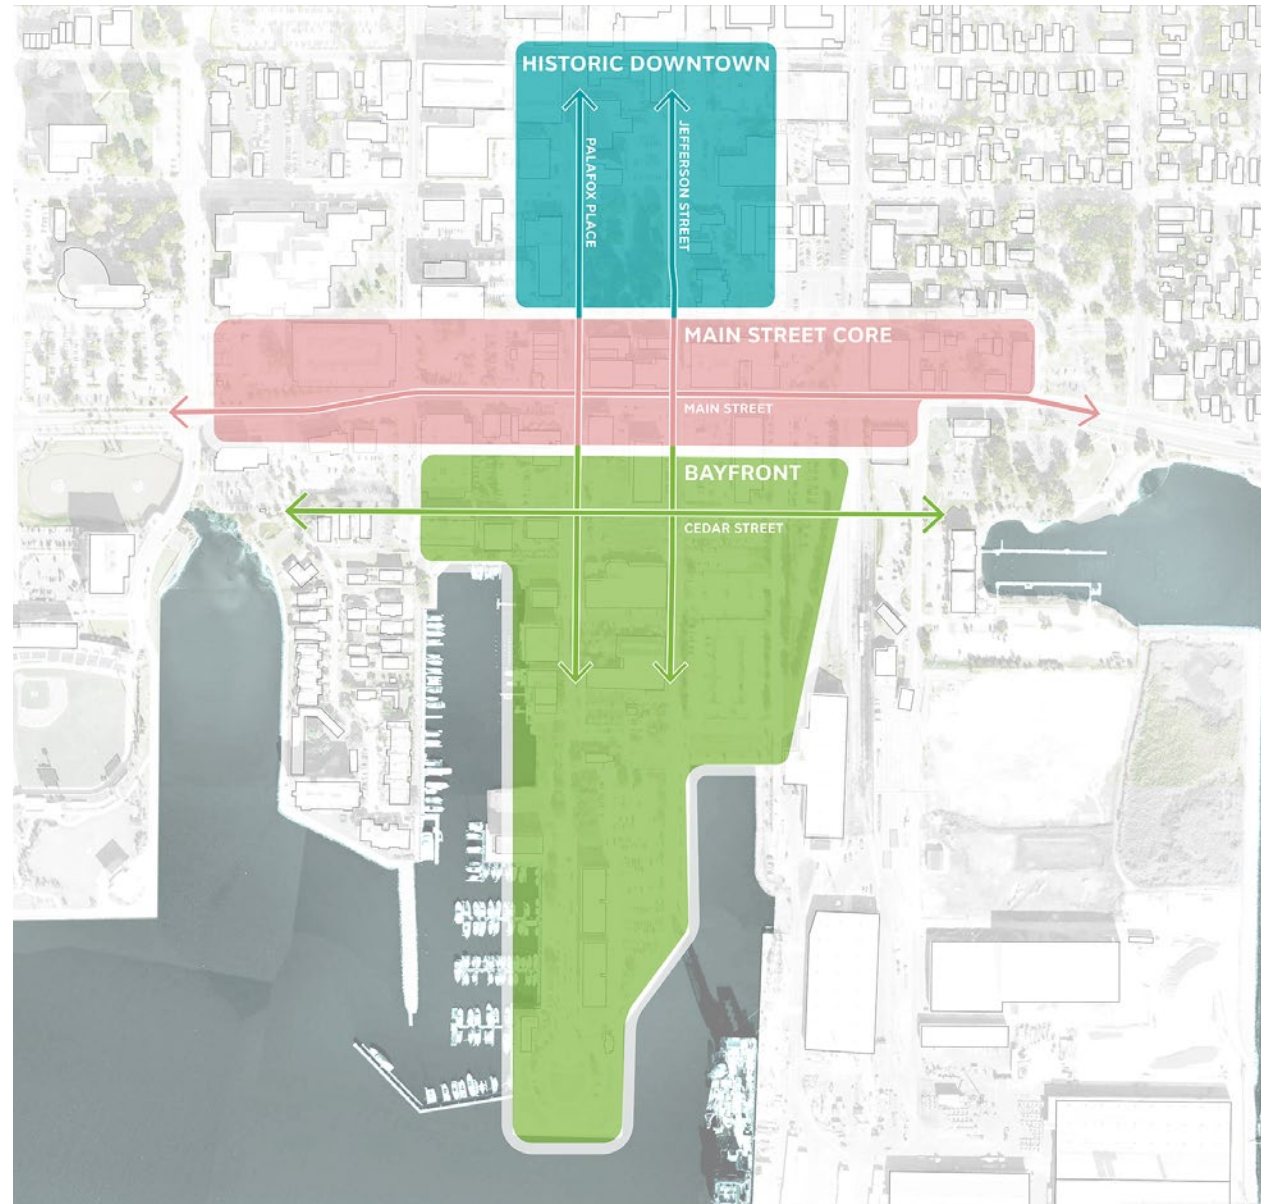 HISTORIC DOWNTOWN
PALAFOX PLACE
JEFFERSON STREET
MAIN STREET CORE
MAIN STREET
BAYFRONT
CEDAR STREET